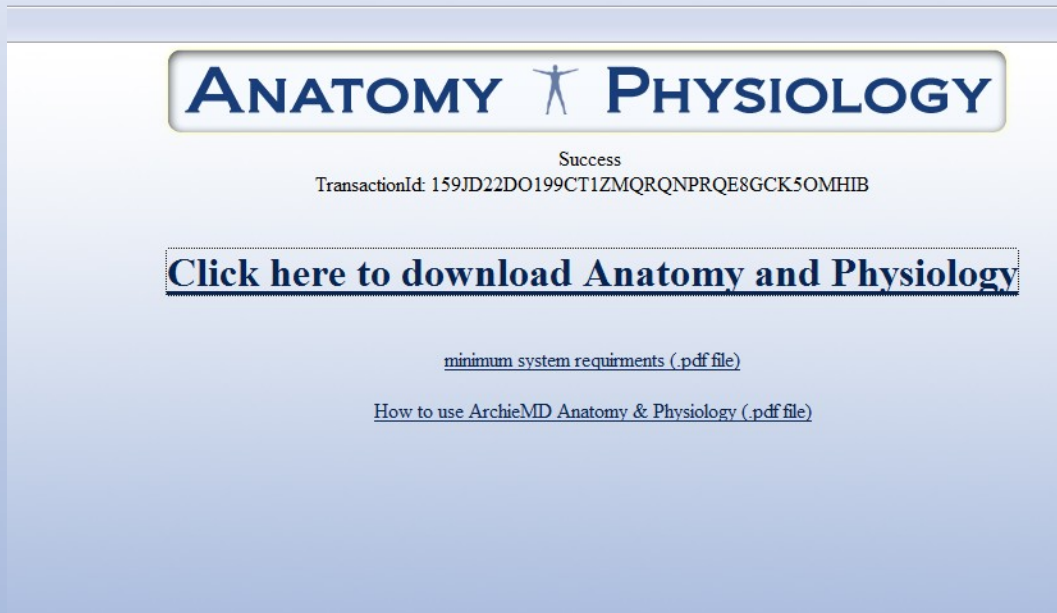 ANATOMY PHYSIOLOGY
Success
TransactionId: 159JD22DO199CT1ZMQRQNPRQE8GCK5OMHIB
Click here to download Anatomy and Physiology
minimum system requirments (.pdf file)
How to use ArchieMD Anatomy & Physiology (.pdf file)